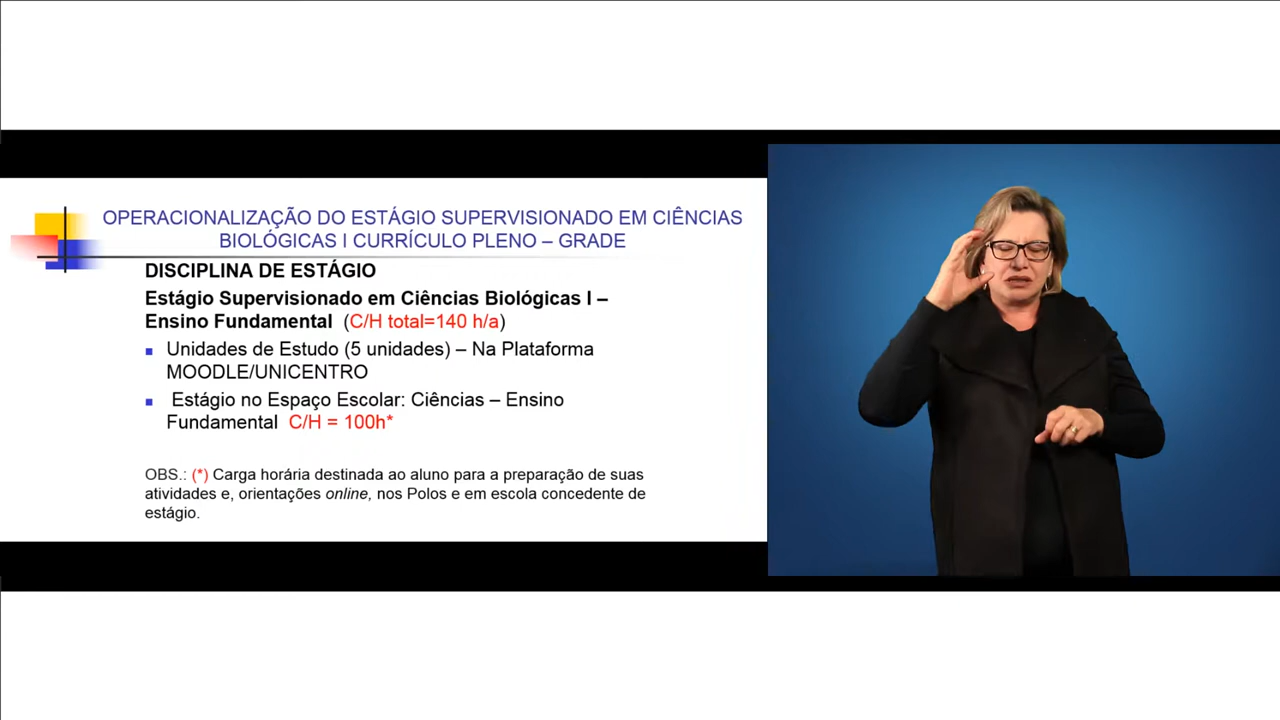 OPERACIONALIZAÇÃO DO ESTÁGIO SUPERVISIONADO EM CIÊNCIAS
BIOLÓGICAS I CURRÍCULO PLENO – GRADE
DISCIPLINA DE ESTÁGIO
Estágio Supervisionado em Ciências Biológicas I –
Ensino Fundamental (C/H total=140 h/a)
Unidades de Estudo (5 unidades) – Na Plataforma
MOODLE/UNICENTRO
Estágio no Espaço Escolar: Ciências – Ensino
Fundamental C/H = 100h*
OBS.: (*) Carga horária destinada ao aluno para a preparação de suas
atividades e, orientações online, nos Polos e em escola concedente de
estágio.